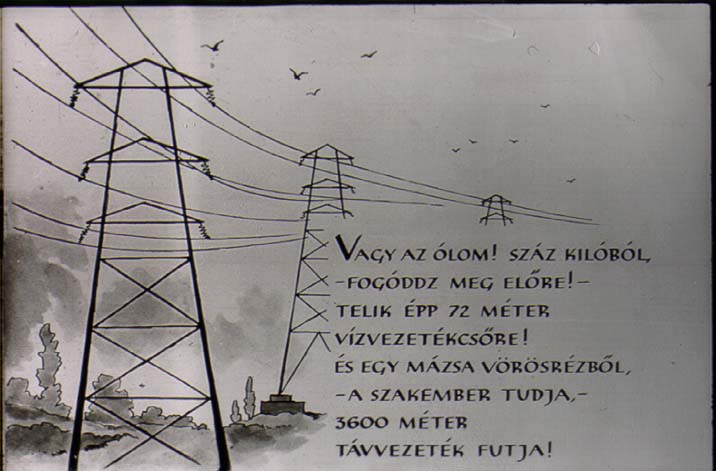 VAGY AZ ÓLOM! SZÁZ KILÓBÓL,
-FOGÓDDZ MEG ELŐRE!-
TELIK ÉPP 72 MÉTER
VÍZVEZETÉKCSŐRE!
ÉS EGY MÁZSA VÖRÖSRÉZBŐL,
-A SZAKEMBER TUDJA,-
3600 MÉTER
TÁVVEZETÉK FUTJA!